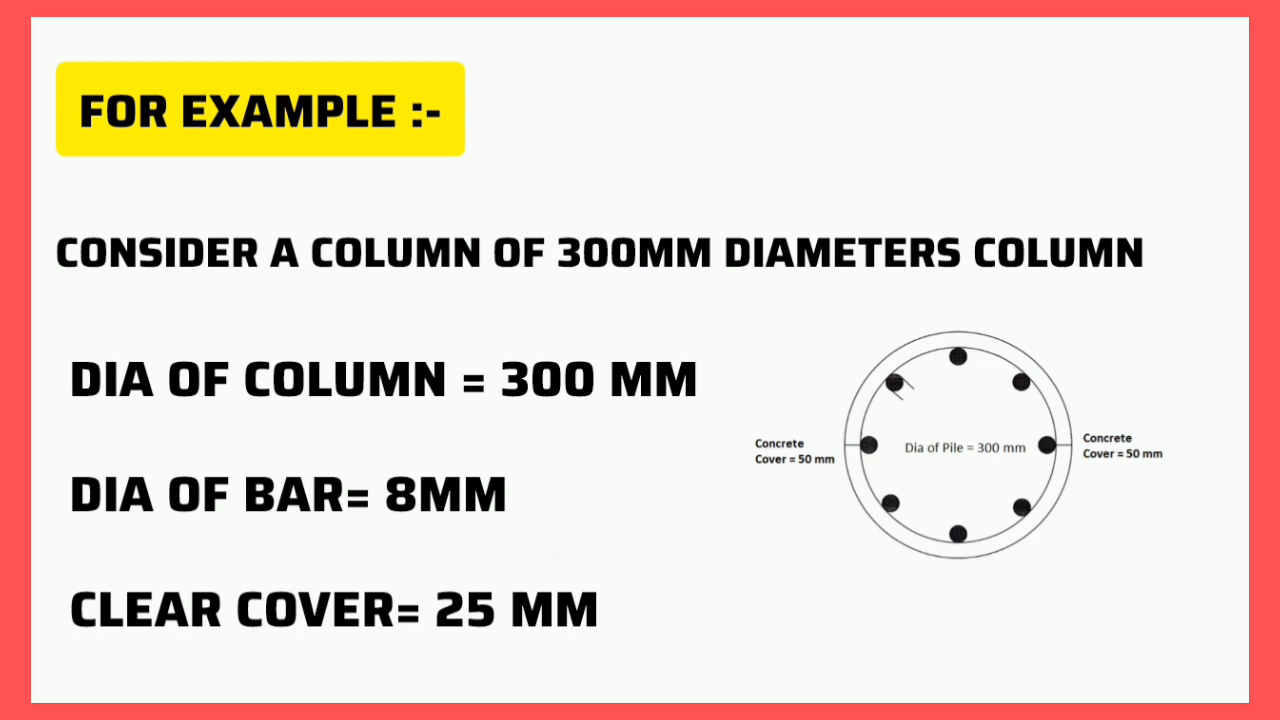 FOR EXAMPLE :-
CONSIDER A COLUMN OF 300MM DIAMETERS COLUMN
DIA OF COLUMN = 300 MM
DIA OF BAR= 8MM
CLEAR COVER= 25 MM
Concrete
Cover = 50 mm
Dia of Pile = 300 mm
Concrete
Cover = 50 mm